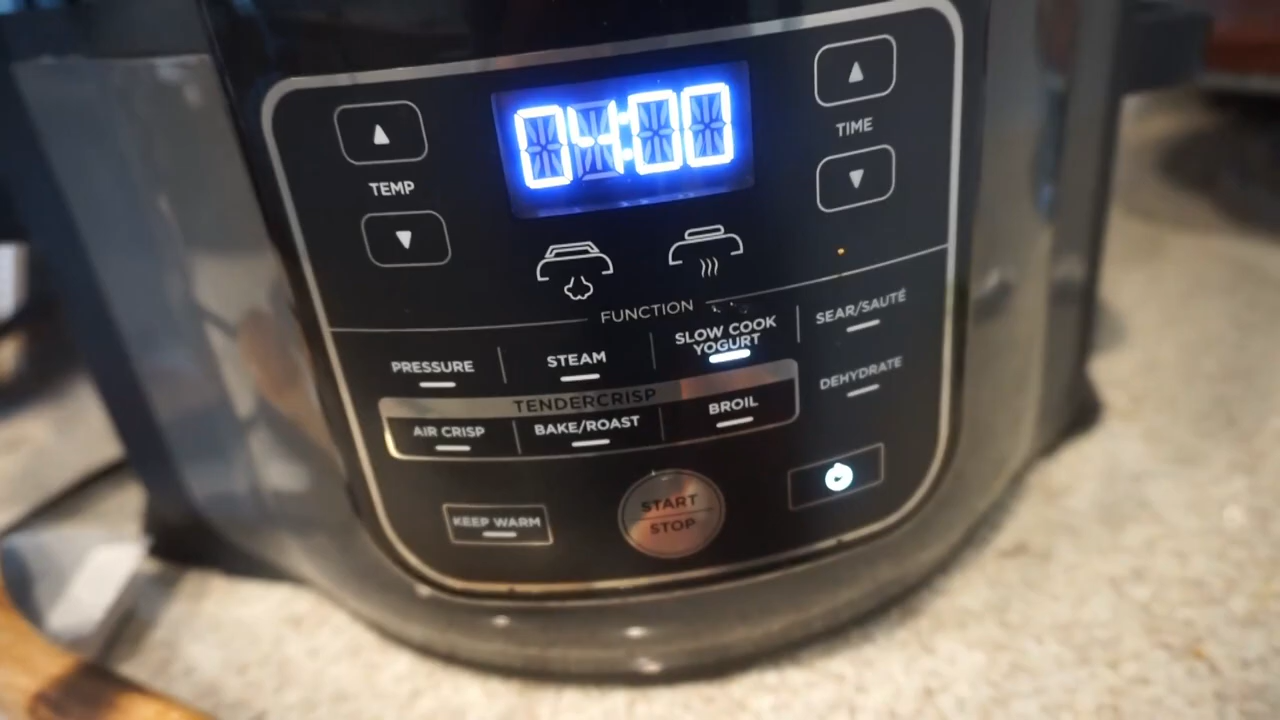 04:00
TEMP
TIME
FUNCTION
PRESSURE
STEAM
SLOW COOK
YOGURT
SEAR/SAUTÉ
TENDERCRISP
AIR CRISP
BAKE/ROAST
BROIL
DEHYDRATE
KEEP WARM
START
STOP